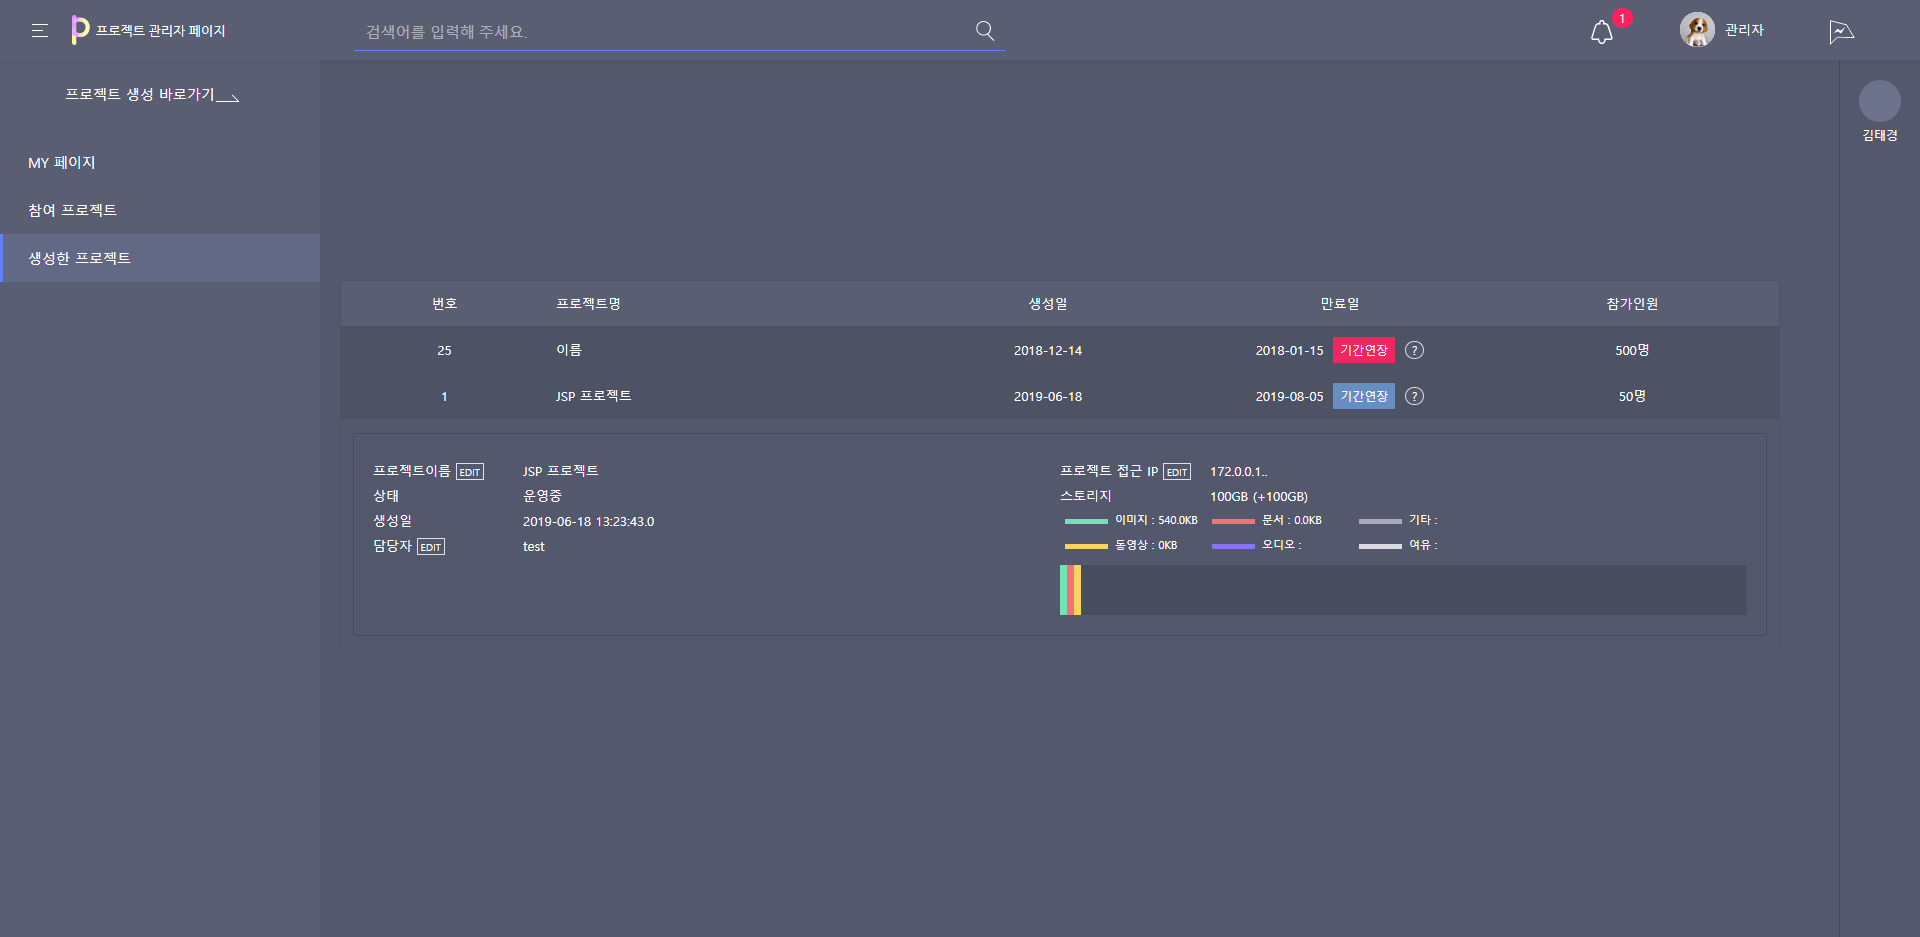 프로젝트 관리자 페이지
검색어를 입력해 주세요.
1
관리자
프로젝트 생성 바로가기
MY 페이지
참여 프로젝트
생성한 프로젝트
김태경
번호 프로젝트명 생성일 만료일 참가인원
25 이름 2018-12-14 2018-01-15 기간연장 ? 500명
1 JSP 프로젝트 2019-06-18 2019-08-05 기간연장 ? 50명
프로젝트이름 EDIT JSP 프로젝트
상태 운영중
생성일 2019-06-18 13:23:43.0
담당자 EDIT test
프로젝트 접근 IP EDIT 172.0.0.1..
스토리지 100GB (+100GB)
이미지 : 540.0KB 문서 : 0.0KB 기타 :
동영상 : 0KB 오디오 : 여유 :